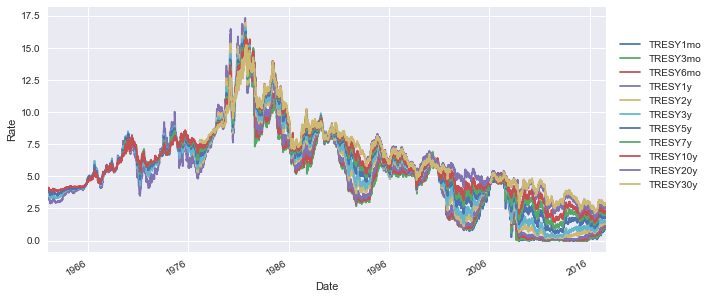 17.5
15.0
12.5
10.0
7.5
5.0
2.5
0.0
Rate
1966
1976
1986
1996
2006
2016
Date
TRESY1mo
TRESY3mo
TRESY6mo
TRESY1y
TRESY2y
TRESY3y
TRESY5y
TRESY7y
TRESY10y
TRESY20y
TRESY30y